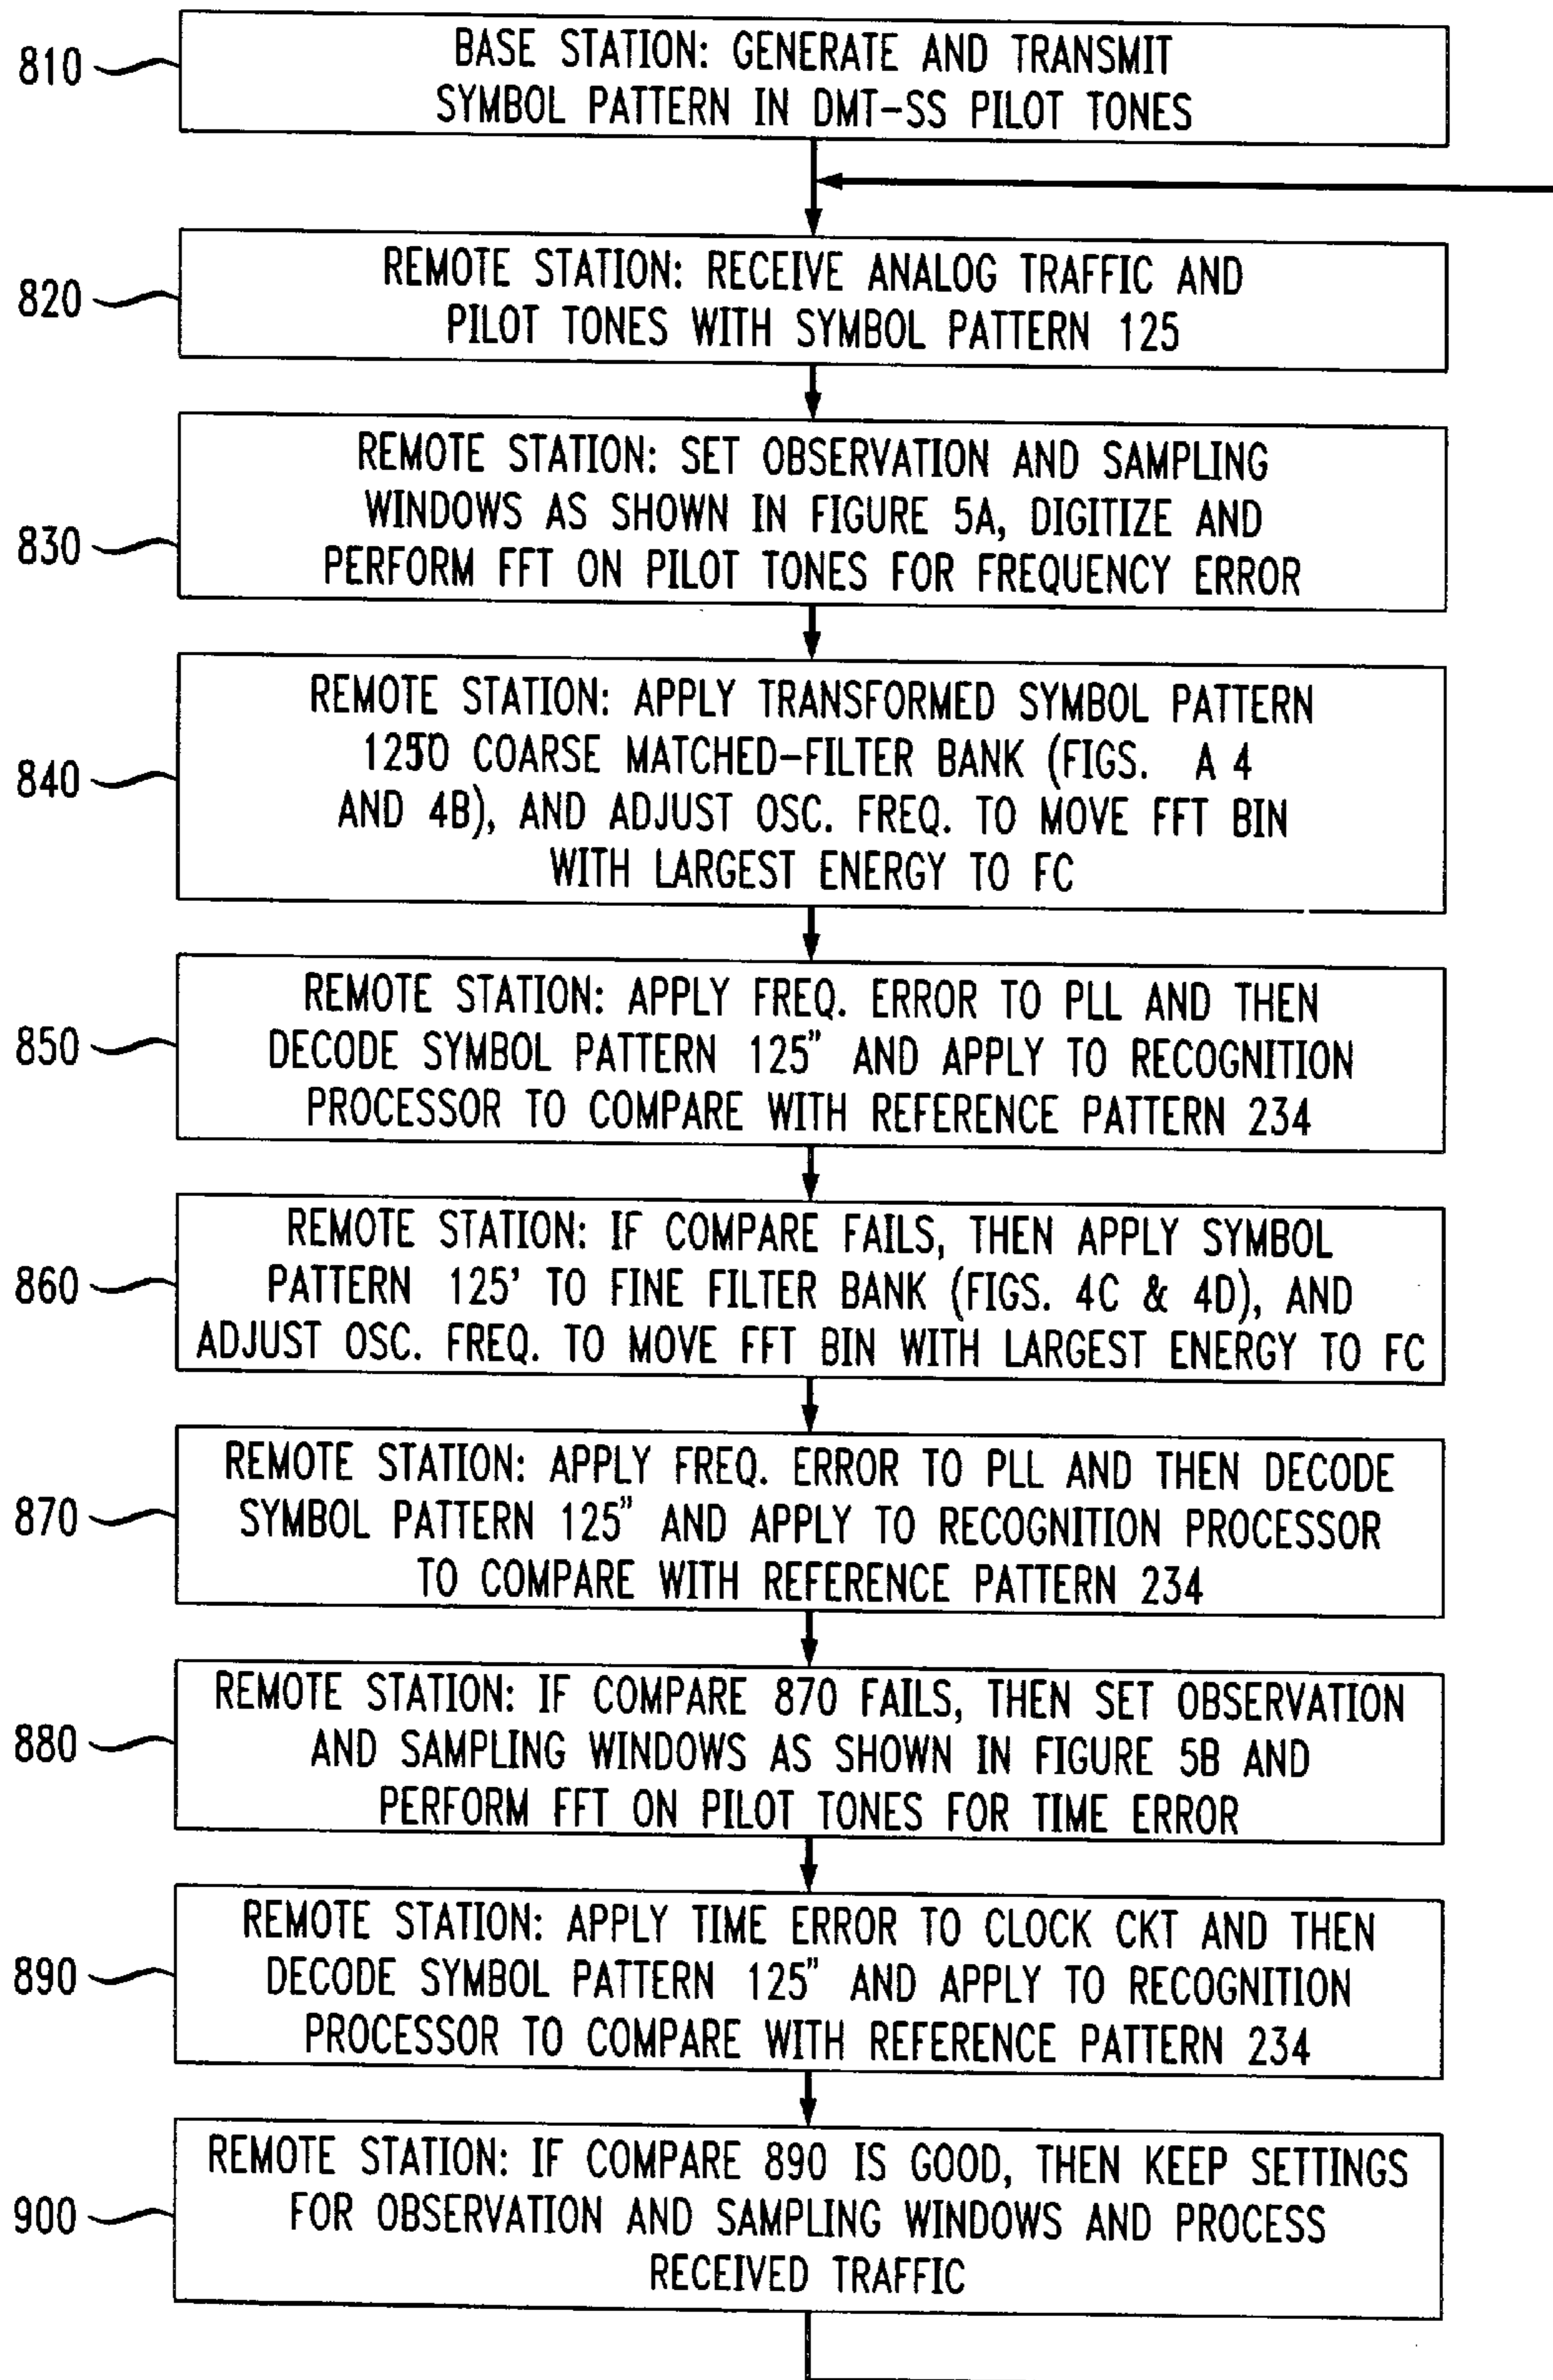 810
BASE STATION: GENERATE AND TRANSMIT
SYMBOL PATTERN IN DMT-SS PILOT TONES
820
REMOTE STATION: RECEIVE ANALOG TRAFFIC AND
PILOT TONES WITH SYMBOL PATTERN 125
830
REMOTE STATION: SET OBSERVATION AND SAMPLING
WINDOWS AS SHOWN IN FIGURE 5A, DIGITIZE AND
PERFORM FFT ON PILOT TONES FOR FREQUENCY ERROR
840
REMOTE STATION: APPLY TRANSFORMED SYMBOL PATTERN
COARSE MATCHED-FILTER BANK (FIGS. A 4
AND 4B), AND ADJUST OSC. FREQ. TO MOVE FFT BIN
WITH LARGEST ENERGY TO FC
850
REMOTE STATION: APPLY FREQ. ERROR TO PLL AND THEN
DECODE SYMBOL PATTERN 125" AND APPLY TO RECOGNITION
PROCESSOR TO COMPARE WITH REFERENCE PATTERN 234
860
REMOTE STATION: IF COMPARE FAILS, THEN APPLY SYMBOL
PATTERN 125' TO FINE FILTER BANK (FIGS. 4C & 4D), AND
ADJUST OSC. FREQ. TO MOVE FFT BIN WITH LARGEST ENERGY TO FC
870
REMOTE STATION: APPLY FREQ. ERROR TO PLL AND THEN DECODE
SYMBOL PATTERN 125" AND APPLY TO RECOGNITION PROCESSOR
TO COMPARE WITH REFERENCE PATTERN 234
880
REMOTE STATION: IF COMPARE 870 FAILS, THEN SET OBSERVATION
AND SAMPLING WINDOWS AS SHOWN IN FIGURE 5B AND
PERFORM FFT ON PILOT TONES FOR TIME ERROR
890
REMOTE STATION: APPLY TIME ERROR TO CLOCK CKT AND THEN
DECODE SYMBOL PATTERN 125" AND APPLY TO RECOGNITION
PROCESSOR TO COMPARE WITH REFERENCE PATTERN 234
900
REMOTE STATION: IF COMPARE 890 IS GOOD, THEN KEEP SETTINGS
FOR OBSERVATION AND SAMPLING WINDOWS AND PROCESS
RECEIVED TRAFFIC